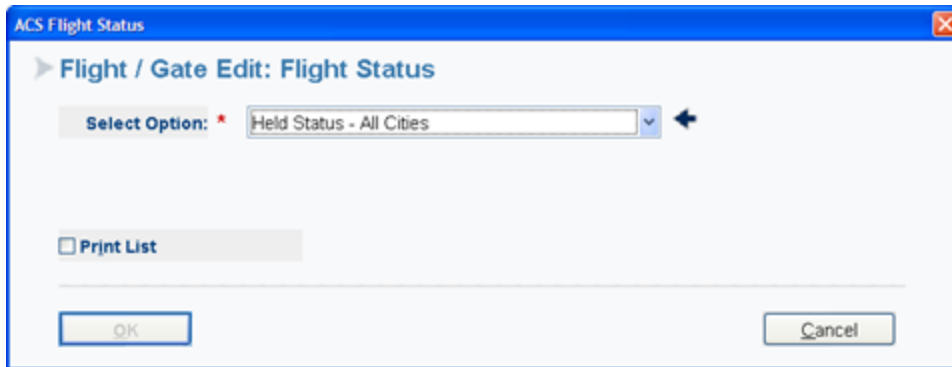 ACS Flight Status
Flight / Gate Edit: Flight Status
Select Option: * Held Status - All Cities
Print List
OK
Cancel